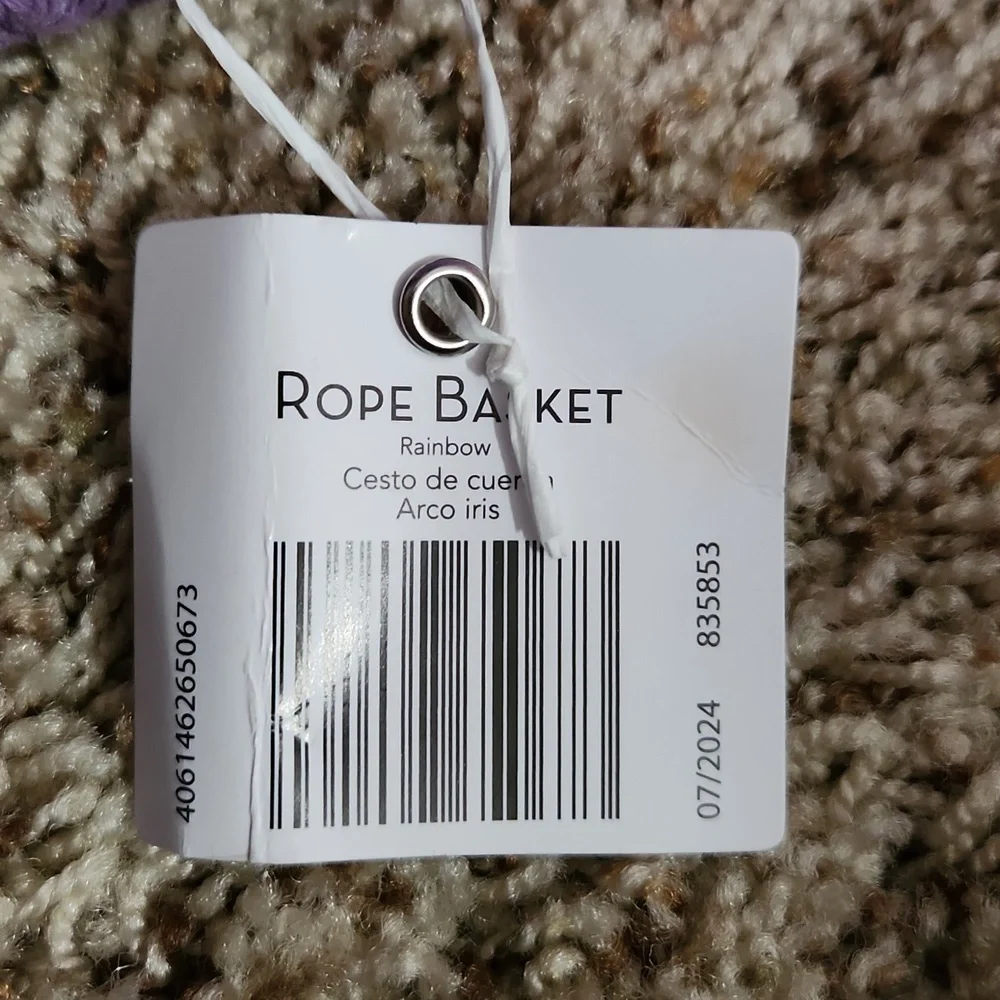 ROPE BASKET
Rainbow
Cesto de cuerda
Arco iris
4061462650673
835853
07/2024